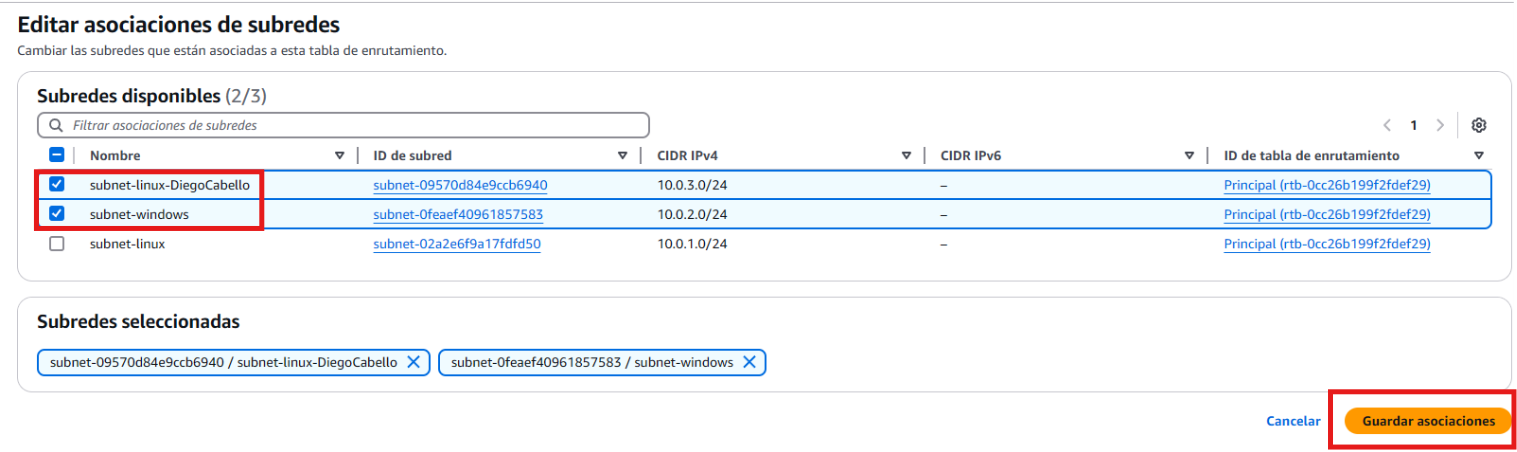 Editar asociaciones de subredes
Cambiar las subredes que están asociadas a esta tabla de enrutamiento.
Subredes disponibles (2/3)
Filtrar asociaciones de subredes
1
Nombre ID de subred CIDR IPv4 CIDR IPv6 ID de tabla de enrutamiento
subnet-linux-DiegoCabello subnet-09570d84e9ccb6940 10.0.3.0/24 – Principal (rtb-0cc26b199f2fdef29)
subnet-windows subnet-0feaef40961857583 10.0.2.0/24 – Principal (rtb-0cc26b199f2fdef29)
subnet-linux subnet-02a2e6f9a17fdfd50 10.0.1.0/24 – Principal (rtb-0cc26b199f2fdef29)
Subredes seleccionadas
subnet-09570d84e9ccb6940 / subnet-linux-DiegoCabello subnet-0feaef40961857583 / subnet-windows
Cancelar Guardar asociaciones